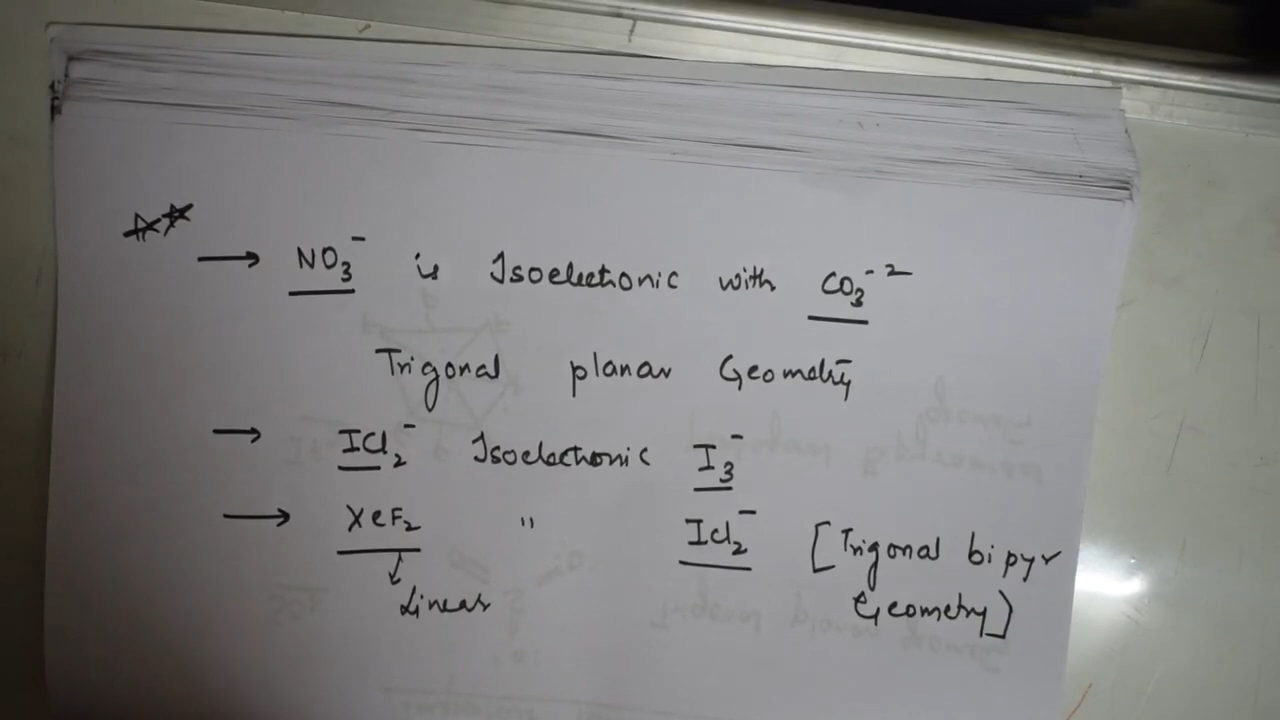 → NO₃⁻ is Isoelectronic with CO₃⁻²
Trigonal planar Geometry
→ ICl₂⁻ Isoelectronic I₃⁻
→ XeF₂ " ICl₂⁻ [Trigonal bipyr
Linear Geometry]